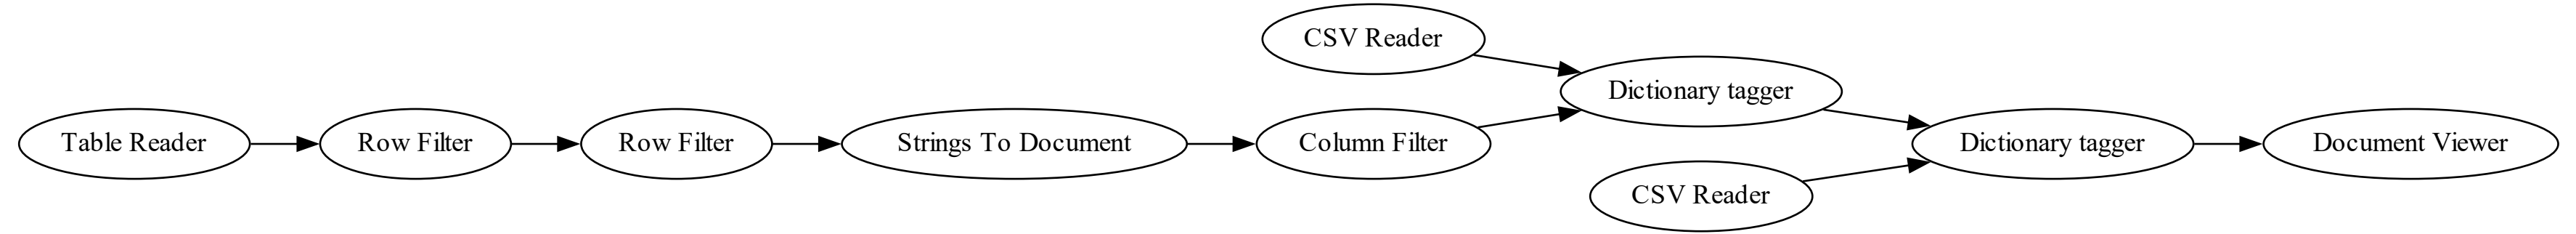 Table Reader
Row Filter
Row Filter
Strings To Document
CSV Reader
Column Filter
Dictionary tagger
CSV Reader
Dictionary tagger
Document Viewer